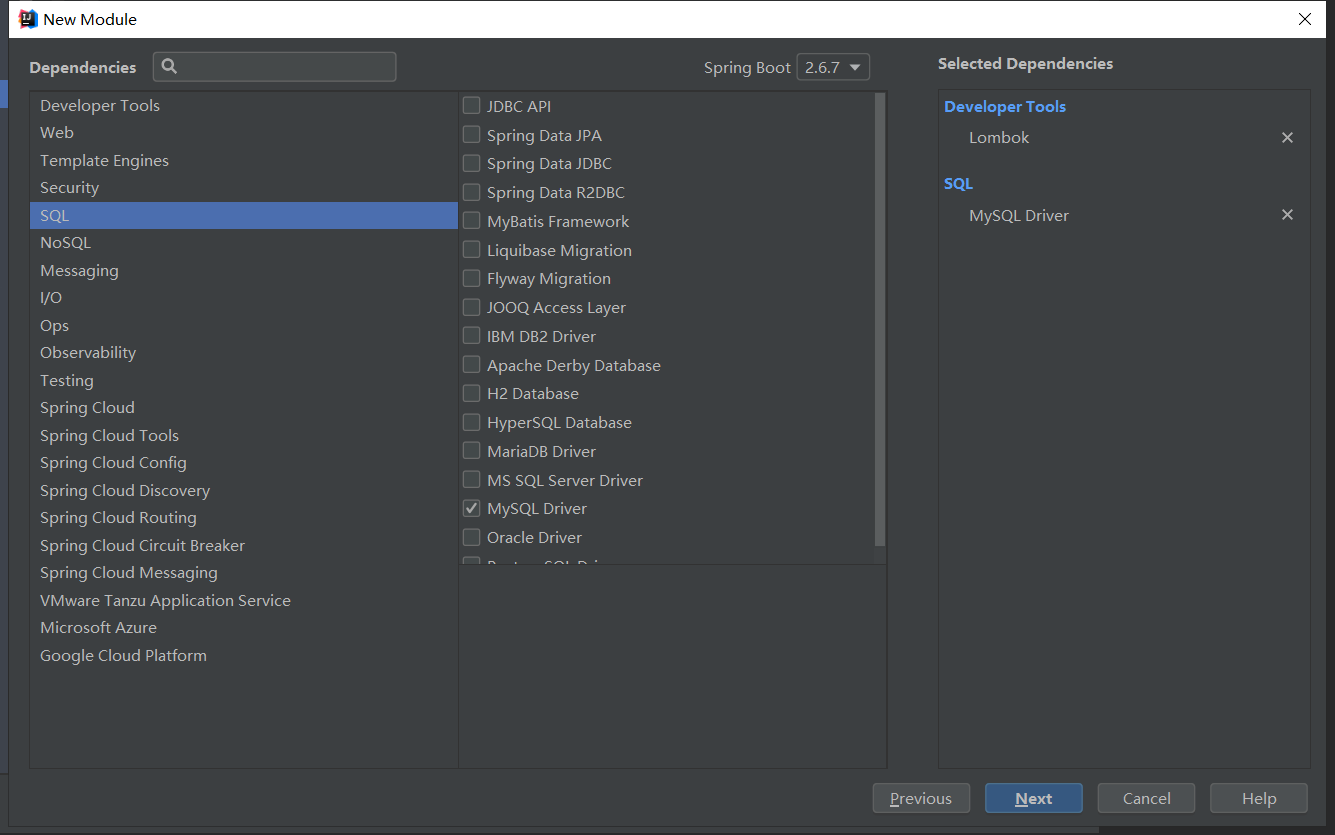 New Module
Dependencies
Spring Boot 2.6.7
Selected Dependencies
Developer Tools
Web
Template Engines
Security
SQL
NoSQL
Messaging
I/O
Ops
Observability
Testing
Spring Cloud
Spring Cloud Tools
Spring Cloud Config
Spring Cloud Discovery
Spring Cloud Routing
Spring Cloud Circuit Breaker
Spring Cloud Messaging
VMware Tanzu Application Service
Microsoft Azure
Google Cloud Platform
JDBC API
Spring Data JPA
Spring Data JDBC
Spring Data R2DBC
MyBatis Framework
Liquibase Migration
Flyway Migration
JOOQ Access Layer
IBM DB2 Driver
Apache Derby Database
H2 Database
HyperSQL Database
MariaDB Driver
MS SQL Server Driver
MySQL Driver
Oracle Driver
Developer Tools
Lombok
SQL
MySQL Driver
Previous
Next
Cancel
Help